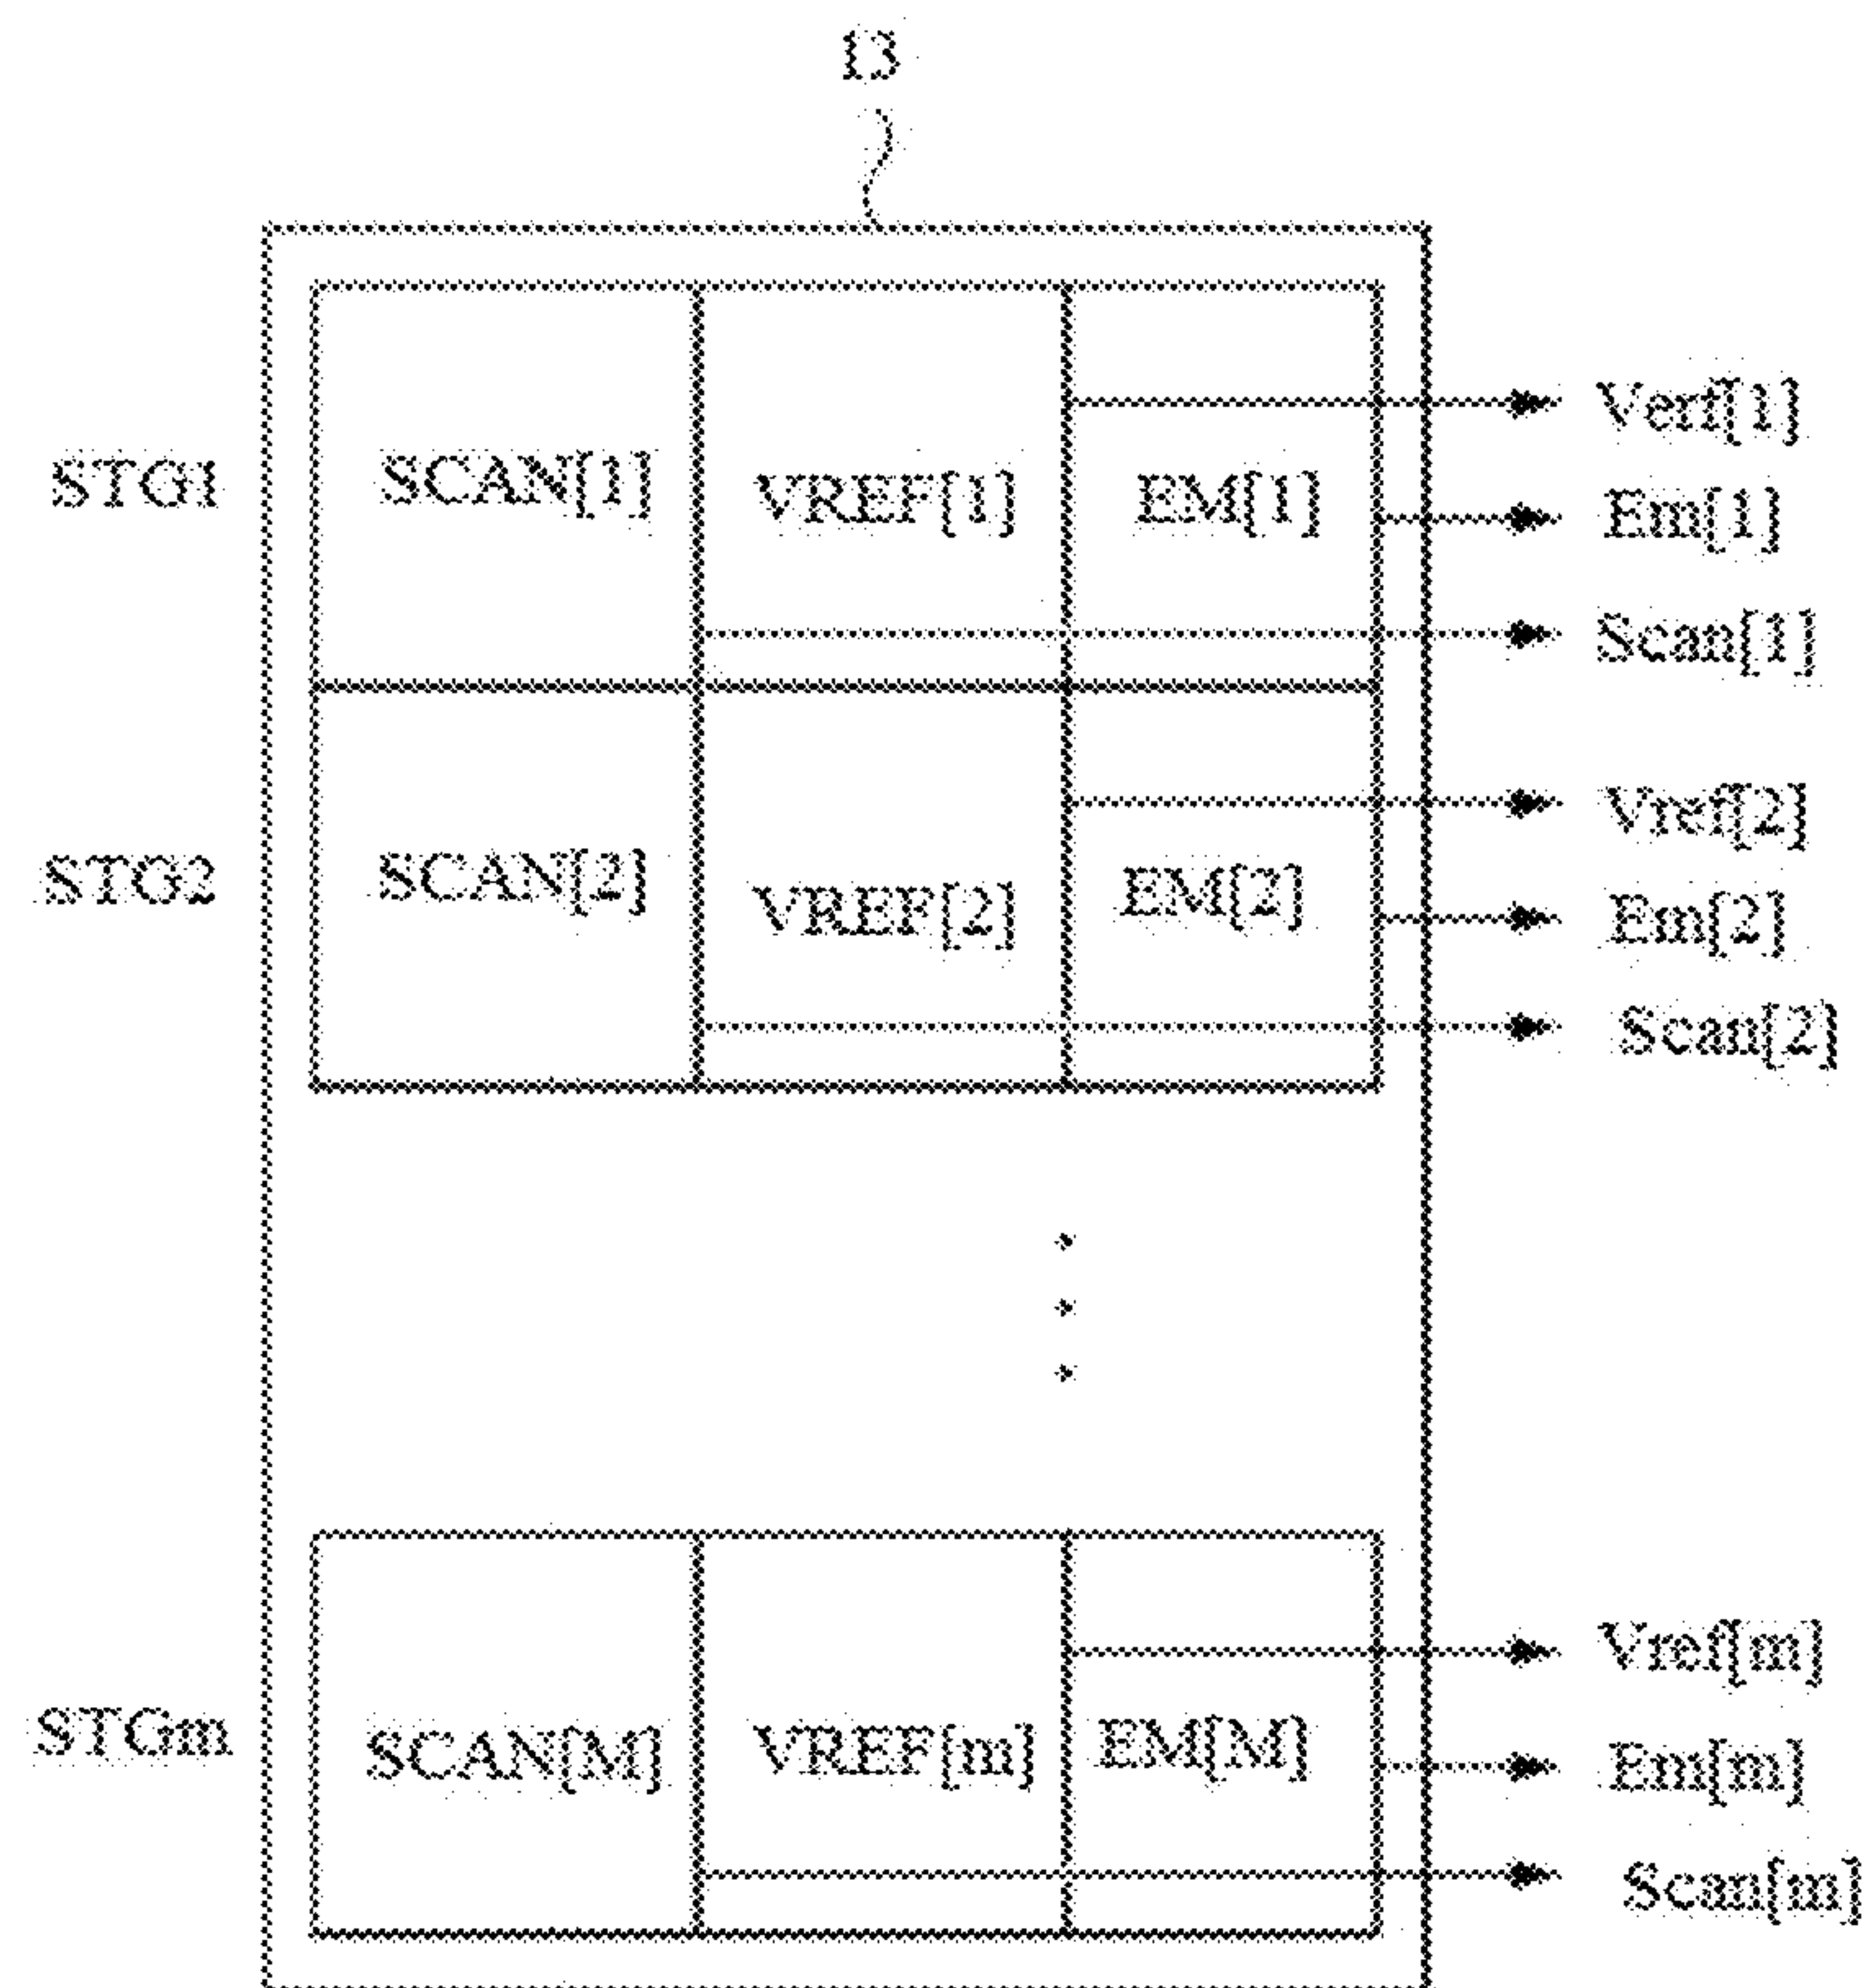 13
Verf[1]
STG1 SCAN[1] VREF[1] EM[1] Em[1]
Scan[1]
Vref[2]
STG2 SCAN[2] VREF[2] EM[2] Em[2]
Scan[2]
Vref[m]
STGm SCAN[M] VREF[m] EM[M] Em[m]
Scan[m]